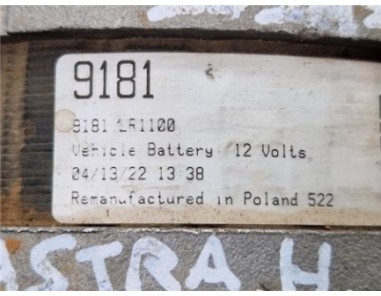 9181
9181 LR1100
Vehicle Battery: 12 Volts
04/13/22 13:38
Remanufactured in Poland 522
ASTRA H